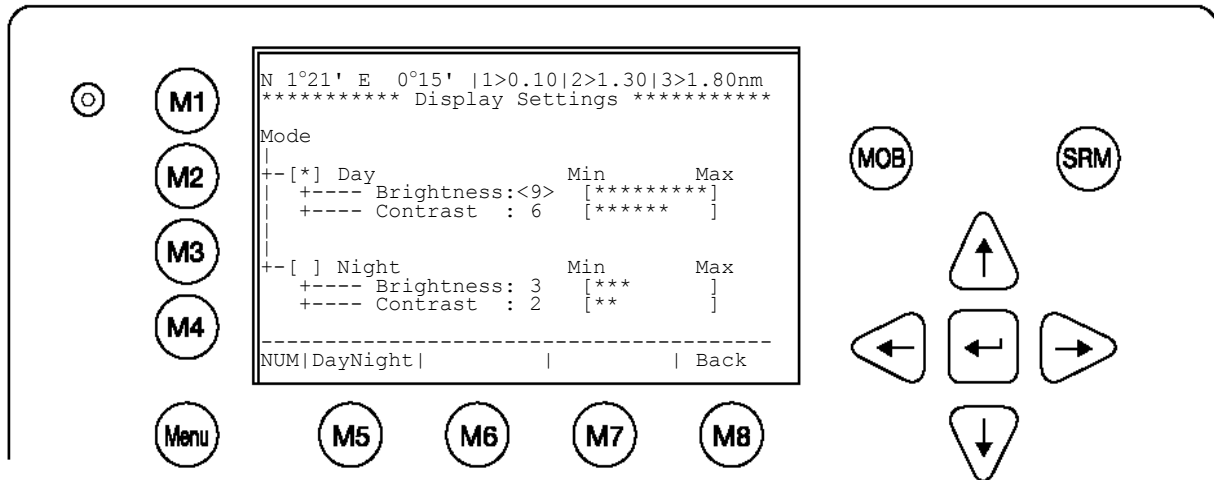 N 1°21' E  0°15' |1>0.10|2>1.30|3>1.80nm
*********** Display Settings ***********
Mode
|
+-[*] Day               Min       Max
|  +---- Brightness:<9>  [*********]
|  +---- Contrast  : 6   [******   ]
|
|
+-[ ] Night             Min       Max
   +---- Brightness: 3   [***      ]
   +---- Contrast  : 2   [**       ]
----------------------------------------
NUM|DayNight|         |         | Back
M1
M2
M3
M4
Menu
M5
M6
M7
M8
MOB
SRM